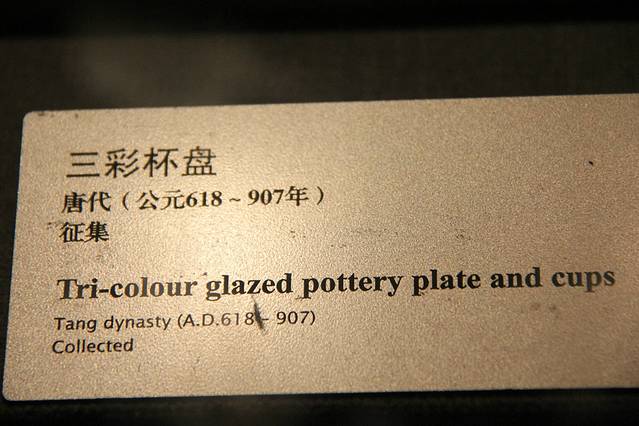 三彩杯盘
唐代（公元618～907年）
征集
Tri-colour glazed pottery plate and cups
Tang dynasty (A.D.618 - 907)
Collected